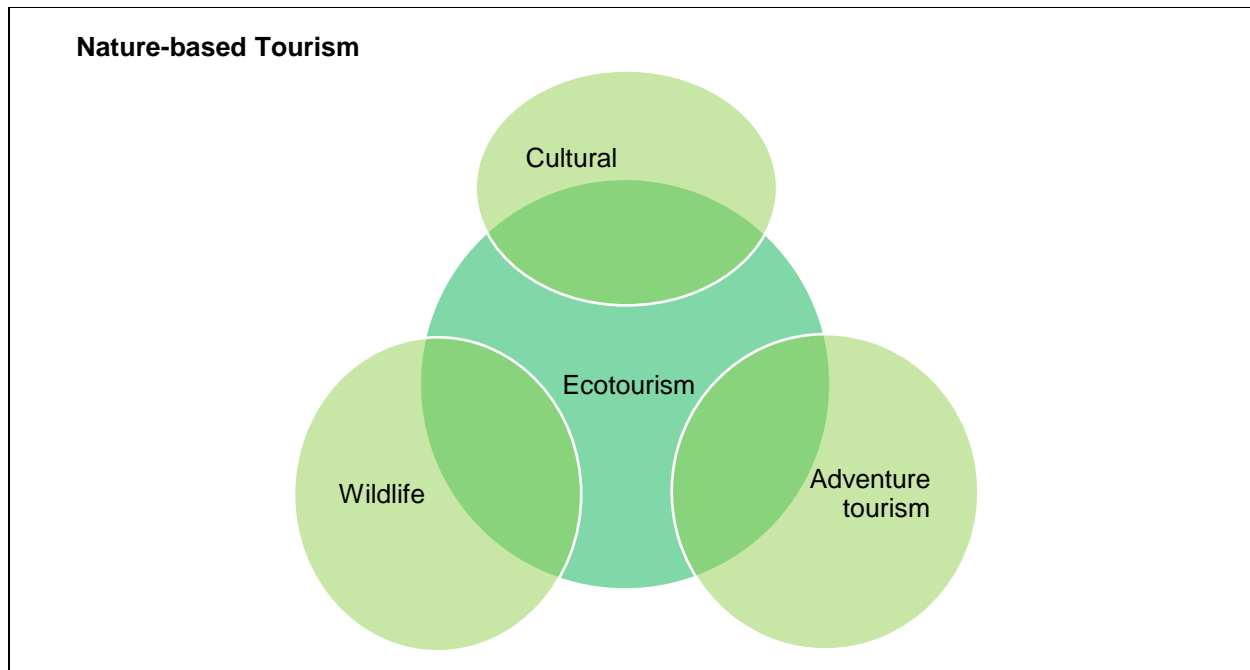 Nature-based Tourism
Cultural
Ecotourism
Wildlife
Adventure
tourism